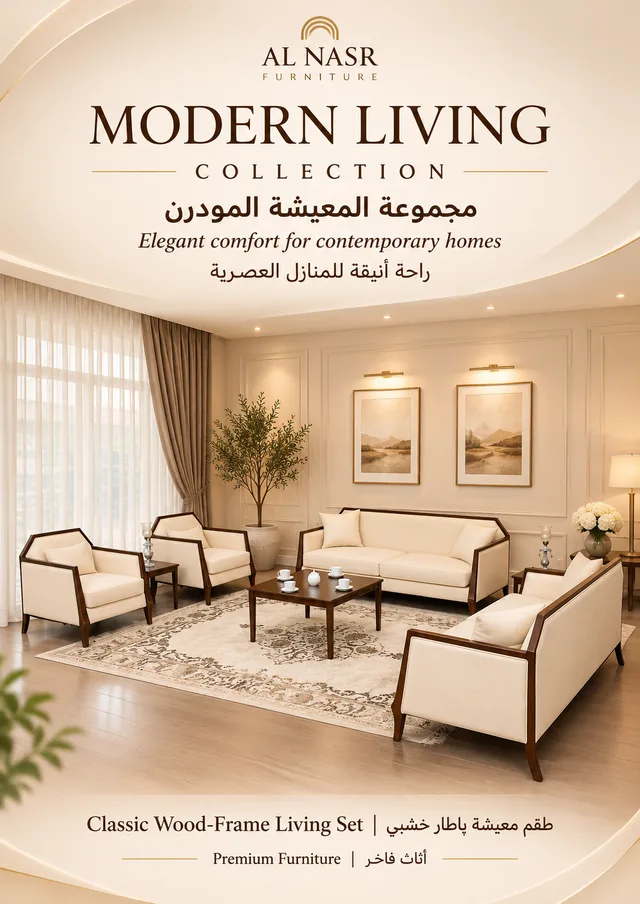 AL NASR
FURNITURE
MODERN LIVING
COLLECTION
مجموعة المعيشة المودرن
Elegant comfort for contemporary homes
راحة أنيقة للمنازل العصرية
Classic Wood-Frame Living Set | طقم معيشة پاطار خشبي
Premium Furniture | أثاث فاخر